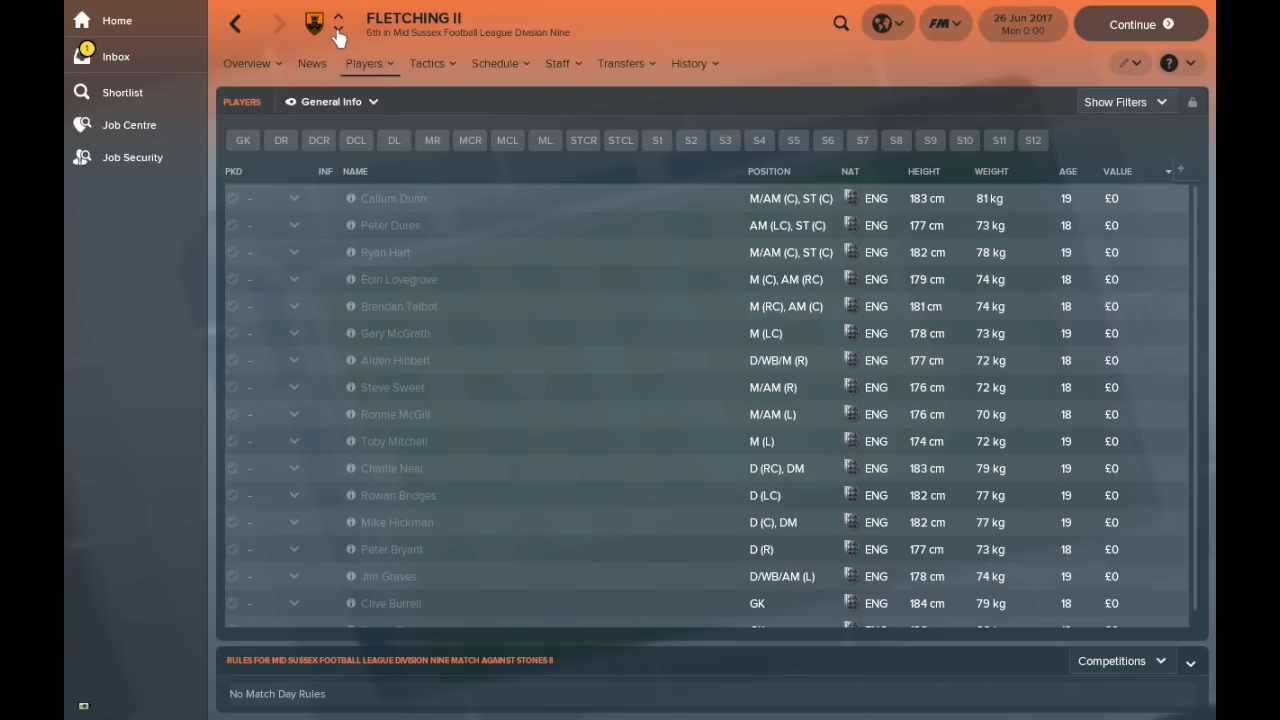 Home
1
Inbox
Shortlist
Job Centre
Job Security
FLETCHING II
6th in Mid Sussex Football League Division Nine
FM
26 Jun 2017
Mon 0:00
Continue
Overview News Players Tactics Schedule Staff Transfers History
?
PLAYERS General Info Show Filters
GK DR DCR DCL DL MR MCR MCL ML STCR STCL S1 S2 S3 S4 S5 S6 S7 S8 S9 S10 S11 S12
PKD INF NAME POSITION NAT HEIGHT WEIGHT AGE VALUE +
- Callum Dunn M/AM (C), ST (C) ENG 183 cm 81 kg 19 £0
- Peter Dures AM (LC), ST (C) ENG 177 cm 73 kg 18 £0
- Ryan Hart M/AM (C), ST (C) ENG 182 cm 78 kg 19 £0
- Eoin Lovegrove M (C), AM (RC) ENG 179 cm 74 kg 18 £0
- Brendan Talbot M (RC), AM (C) ENG 181 cm 74 kg 18 £0
- Gary McGrath M (LC) ENG 178 cm 73 kg 19 £0
- Aiden Hibbert D/WB/M (R) ENG 177 cm 72 kg 18 £0
- Steve Sweet M/AM (R) ENG 176 cm 72 kg 18 £0
- Ronnie McGill M/AM (L) ENG 176 cm 70 kg 18 £0
- Toby Mitchell M (L) ENG 174 cm 72 kg 19 £0
- Charlie Neal D (RC), DM ENG 183 cm 79 kg 19 £0
- Rowan Bridges D (LC) ENG 182 cm 77 kg 19 £0
- Mike Hickman D (C), DM ENG 182 cm 77 kg 19 £0
- Peter Bryant D (R) ENG 177 cm 73 kg 18 £0
- Jim Graves D/WB/AM (L) ENG 178 cm 74 kg 19 £0
- Clive Burrell GK ENG 184 cm 79 kg 18 £0
RULES FOR MID SUSSEX FOOTBALL LEAGUE DIVISION NINE MATCH AGAINST STONES II Competitions
No Match Day Rules